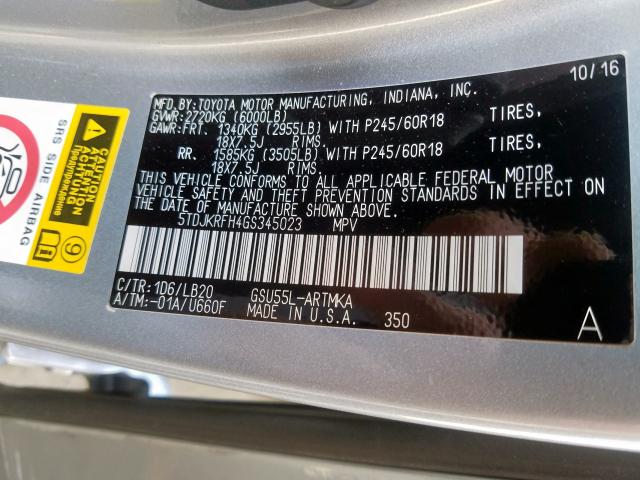 10/16
MFD.BY:TOYOTA MOTOR MANUFACTURING, INDIANA, INC.
GVWR:2720KG (6000LB)
GAWR:FRT. 1340KG (2955LB) WITH P245/60R18 TIRES,
18X7.5J RIMS.
RR. 1585KG (3505LB) WITH P245/60R18 TIRES,
18X7.5J RIMS.
THIS VEHICLE CONFORMS TO ALL APPLICABLE FEDERAL MOTOR
VEHICLE SAFETY AND THEFT PREVENTION STANDARDS IN EFFECT ON
THE DATE OF MANUFACTURE SHOWN ABOVE.
5TDJKRFH4GS345023 MPV
C/TR:1D6/LB20 GSU55L-ARTMKA
A/TM:-01A/U660F MADE IN U.S.A. 350
A
SRS SIDE AIRBAG
CAUTION
ATTENTION
ACHTUNG
9